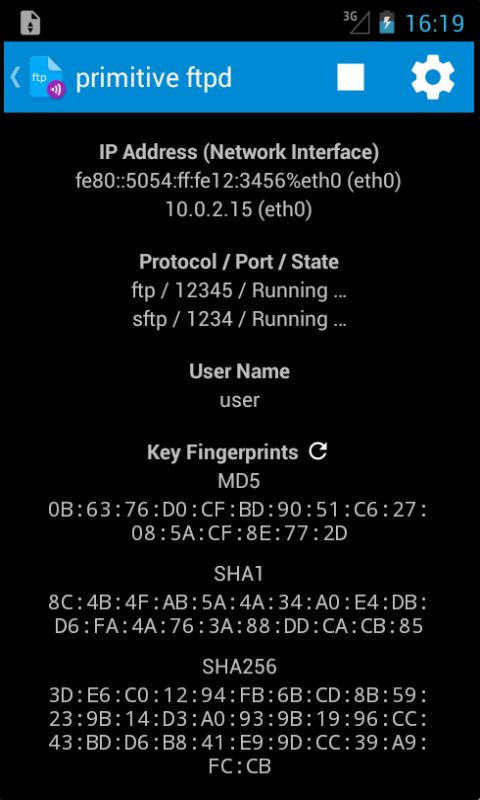 3G 16:19
ftp primitive ftpd
IP Address (Network Interface)
fe80::5054:ff:fe12:3456%eth0 (eth0)
10.0.2.15 (eth0)
Protocol / Port / State
ftp / 12345 / Running ...
sftp / 1234 / Running ...
User Name
user
Key Fingerprints
MD5
0B:63:76:D0:CF:BD:90:51:C6:27:
08:5A:CF:8E:77:2D
SHA1
8C:4B:4F:AB:5A:4A:34:A0:E4:DB:
D6:FA:4A:76:3A:88:DD:CA:CB:85
SHA256
3D:E6:C0:12:94:FB:6B:CD:8B:59:
23:9B:14:D3:A0:93:9B:19:96:CC:
43:BD:D6:B8:41:E9:9D:CC:39:A9:
FC:CB